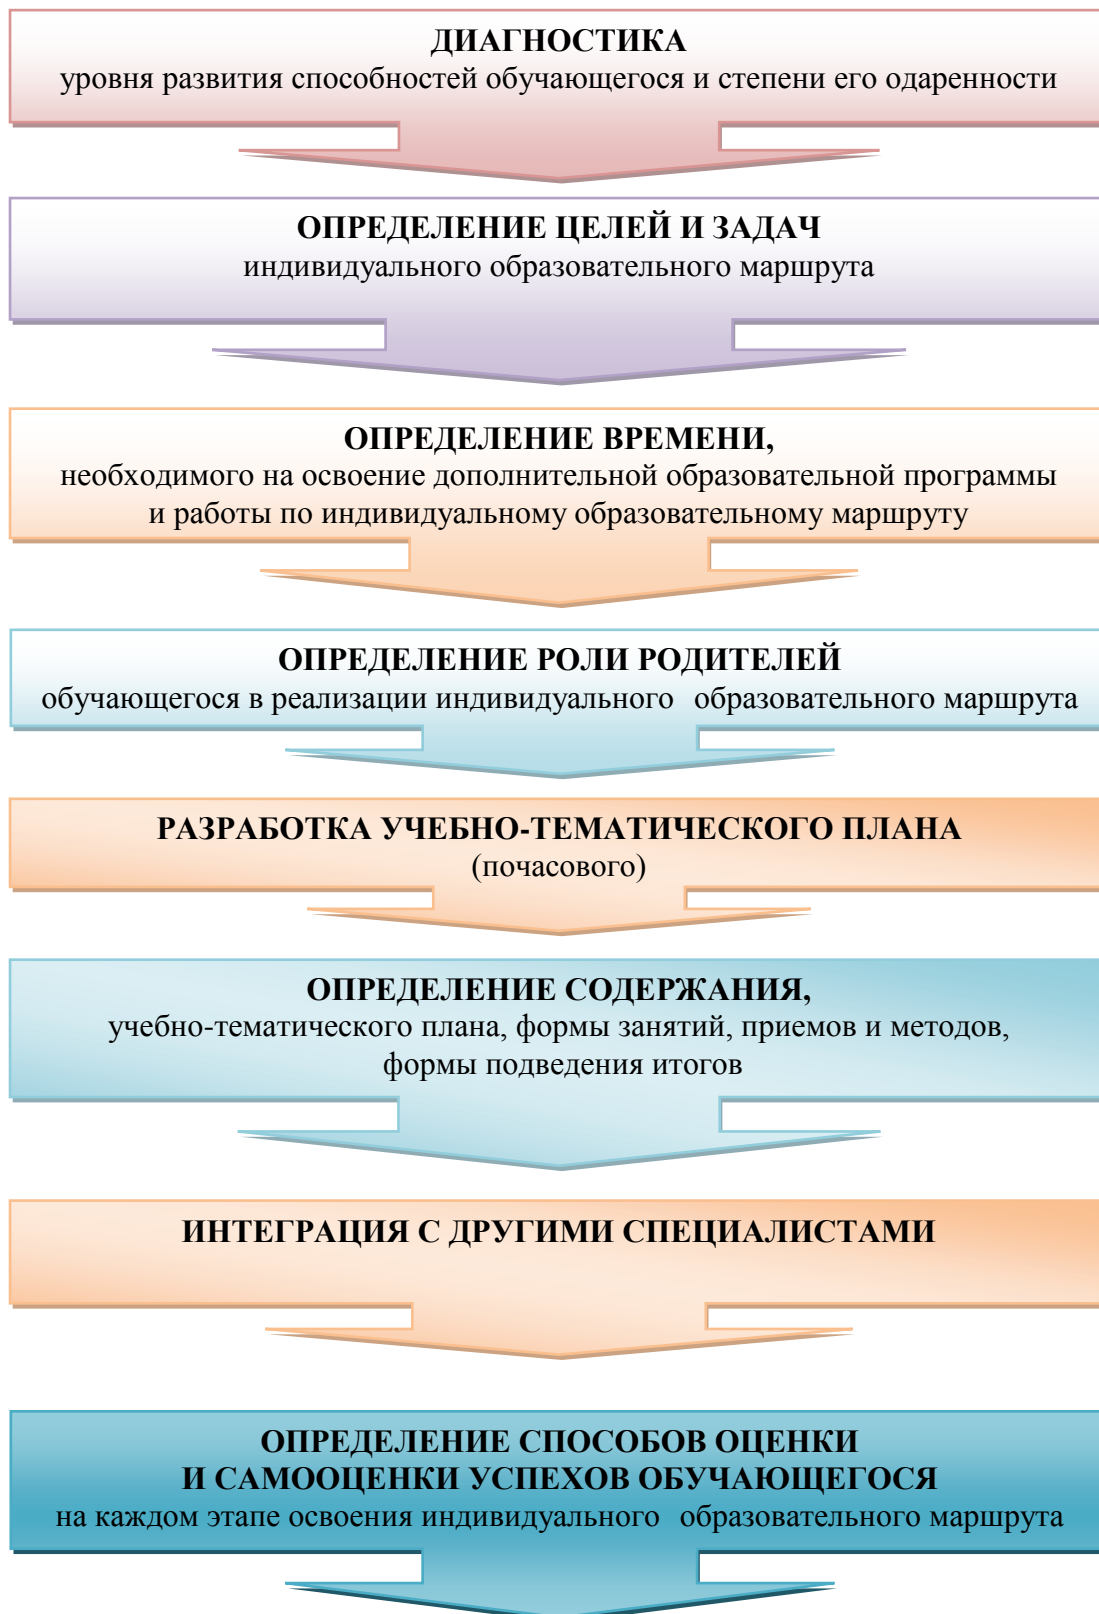 ДИАГНОСТИКА
уровня развития способностей обучающегося и степени его одаренности
ОПРЕДЕЛЕНИЕ ЦЕЛЕЙ И ЗАДАЧ
индивидуального образовательного маршрута
ОПРЕДЕЛЕНИЕ ВРЕМЕНИ,
необходимого на освоение дополнительной образовательной программы
и работы по индивидуальному образовательному маршруту
ОПРЕДЕЛЕНИЕ РОЛИ РОДИТЕЛЕЙ
обучающегося в реализации индивидуального образовательного маршрута
РАЗРАБОТКА УЧЕБНО-ТЕМАТИЧЕСКОГО ПЛАНА
(почасового)
ОПРЕДЕЛЕНИЕ СОДЕРЖАНИЯ,
учебно-тематического плана, формы занятий, приемов и методов,
формы подведения итогов
ИНТЕГРАЦИЯ С ДРУГИМИ СПЕЦИАЛИСТАМИ
ОПРЕДЕЛЕНИЕ СПОСОБОВ ОЦЕНКИ
И САМООЦЕНКИ УСПЕХОВ ОБУЧАЮЩЕГОСЯ
на каждом этапе освоения индивидуального образовательного маршрута